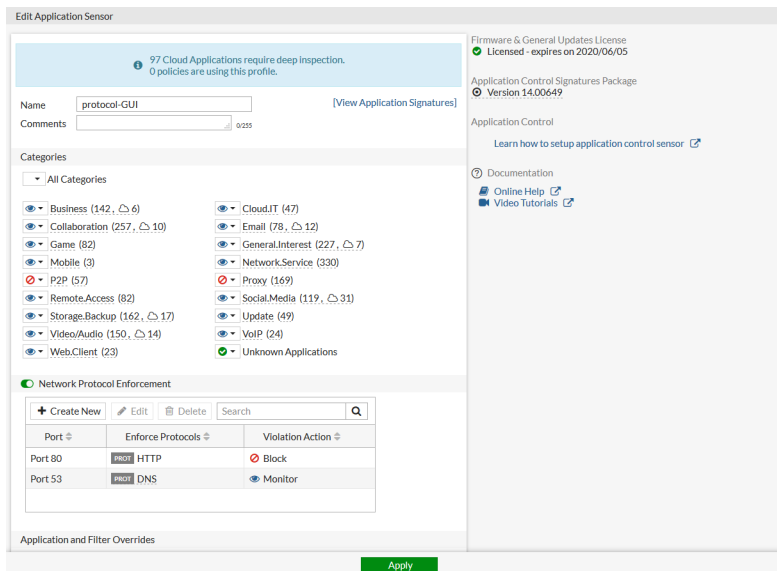 Edit Application Sensor
97 Cloud Applications require deep inspection.
0 policies are using this profile.
Name protocol-GUI [View Application Signatures]
Comments 0/255
Categories
All Categories
Business (142, 6) Cloud.IT (47)
Collaboration (257, 10) Email (78, 12)
Game (82) General.Interest (227, 7)
Mobile (3) Network.Service (330)
P2P (57) Proxy (169)
Remote.Access (82) Social.Media (119, 31)
Storage.Backup (162, 17) Update (49)
Video/Audio (150, 14) VoIP (24)
Web.Client (23) Unknown Applications
Network Protocol Enforcement
Create New Edit Delete Search
Port Enforce Protocols Violation Action
Port 80 PROT HTTP Block
Port 53 PROT DNS Monitor
Application and Filter Overrides
Firmware & General Updates License
Licensed - expires on 2020/06/05
Application Control Signatures Package
Version 14.00649
Application Control
Learn how to setup application control sensor
Documentation
Online Help
Video Tutorials
Apply